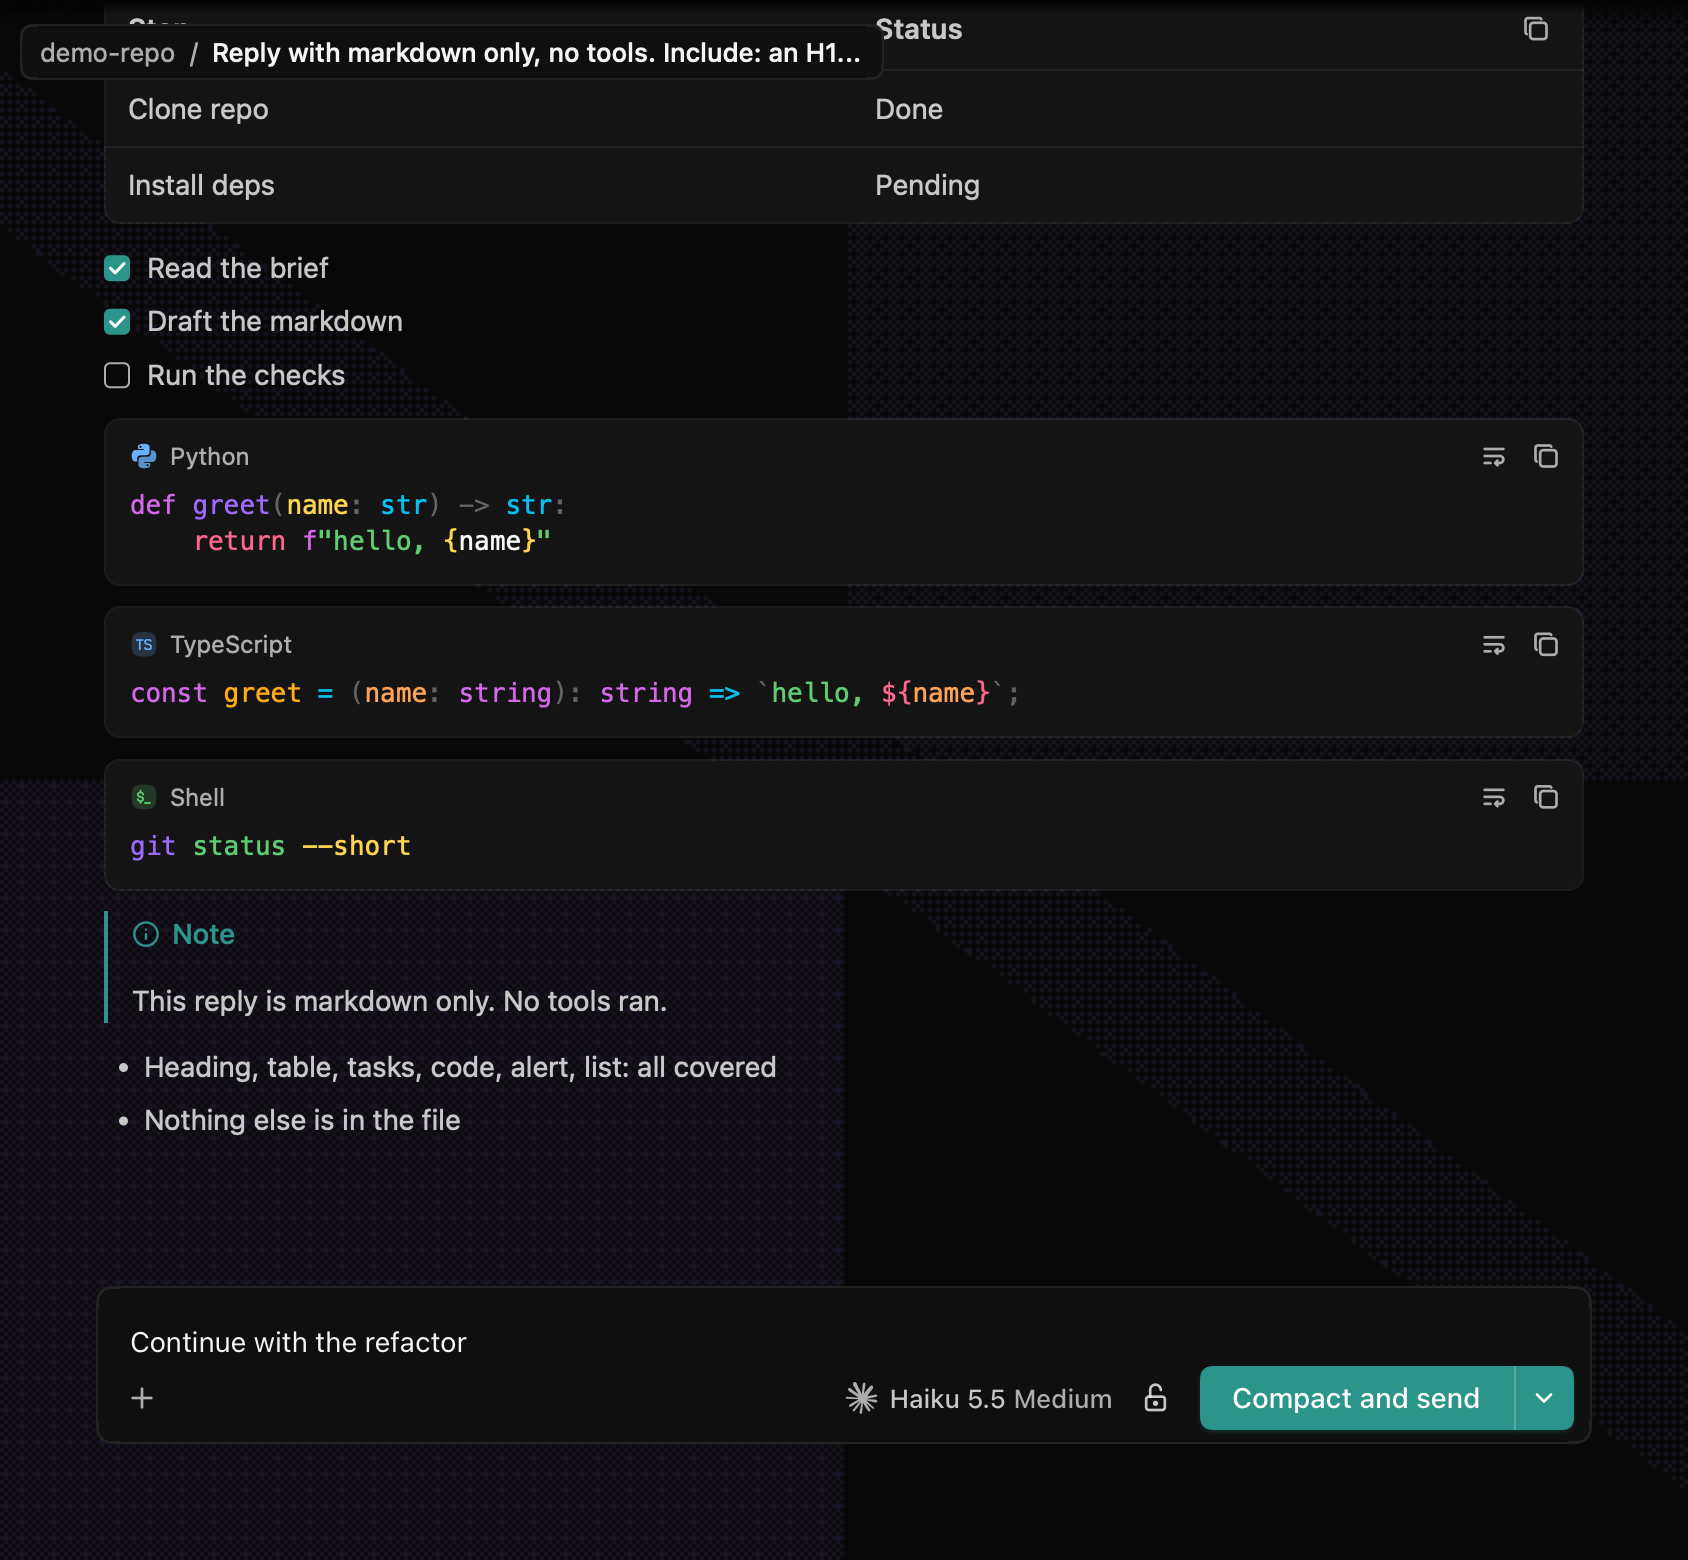 demo-repo / Reply with markdown only, no tools. Include: an H1...
Status
Clone repo Done
Install deps Pending
Read the brief
Draft the markdown
Run the checks
Python
def greet(name: str) -> str:
    return f"hello, {name}"
TS TypeScript
const greet = (name: string): string => `hello, ${name}`;
$_ Shell
git status --short
Note
This reply is markdown only. No tools ran.
• Heading, table, tasks, code, alert, list: all covered
• Nothing else is in the file
Continue with the refactor
Haiku 5.5 Medium
Compact and send